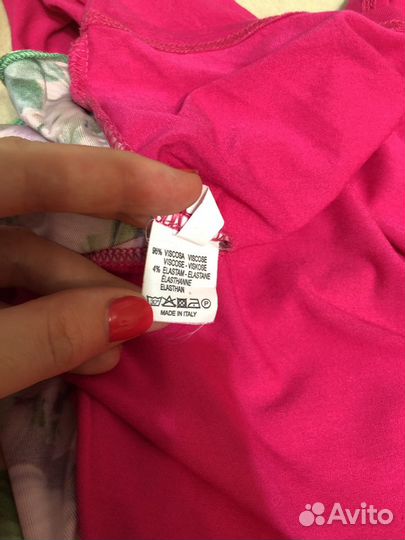 96% VISCOSA VISCOSE
VISCOSE - VISKOSE
4% ELASTAM - ELASTANE
ELASTHANNE
ELASTHAN
P
MADE IN ITALY
Avito